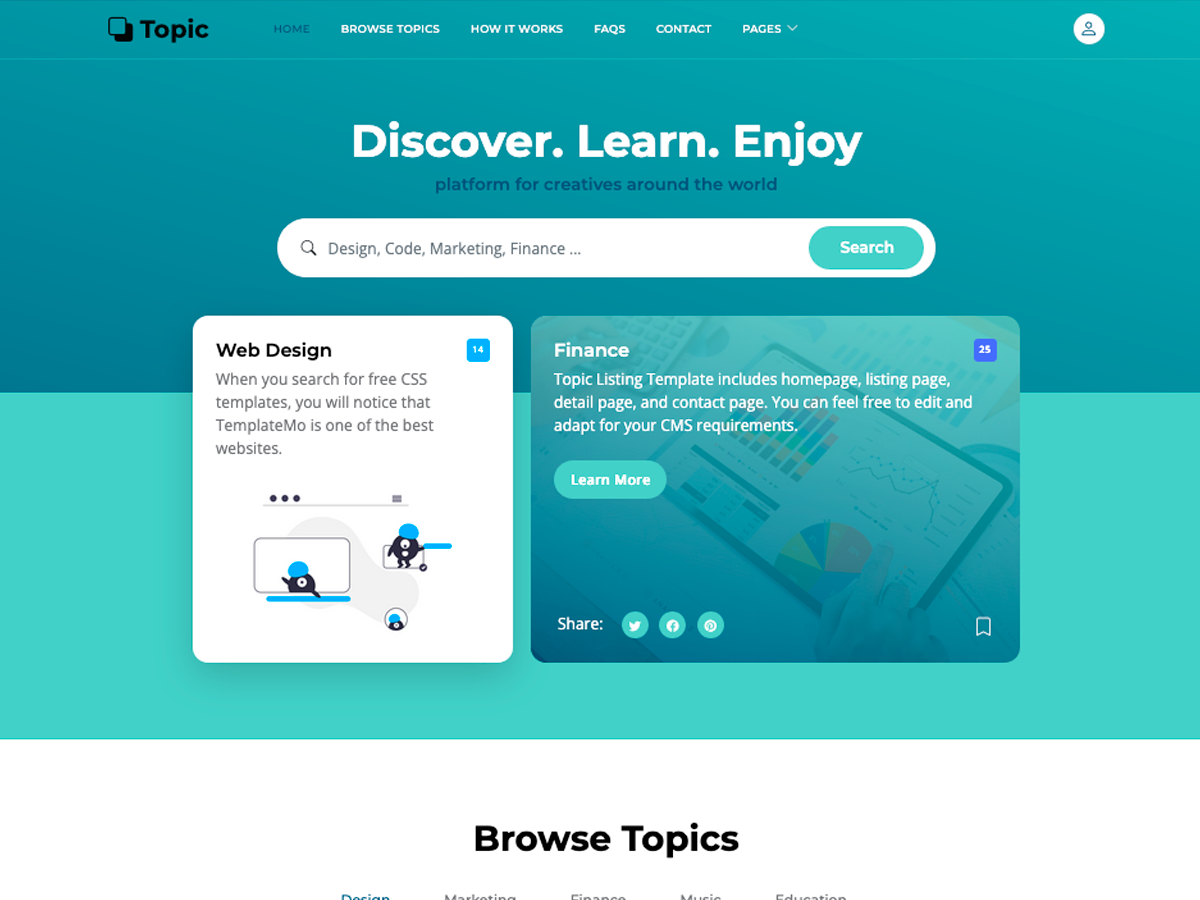 Topic
HOME
BROWSE TOPICS
HOW IT WORKS
FAQS
CONTACT
PAGES
Discover. Learn. Enjoy
platform for creatives around the world
Design, Code, Marketing, Finance ...
Search
Web Design
14
When you search for free CSS
templates, you will notice that
TemplateMo is one of the best
websites.
Finance
25
Topic Listing Template includes homepage, listing page,
detail page, and contact page. You can feel free to edit and
adapt for your CMS requirements.
Learn More
Share:
Browse Topics
Design
Marketing
Finance
Music
Education